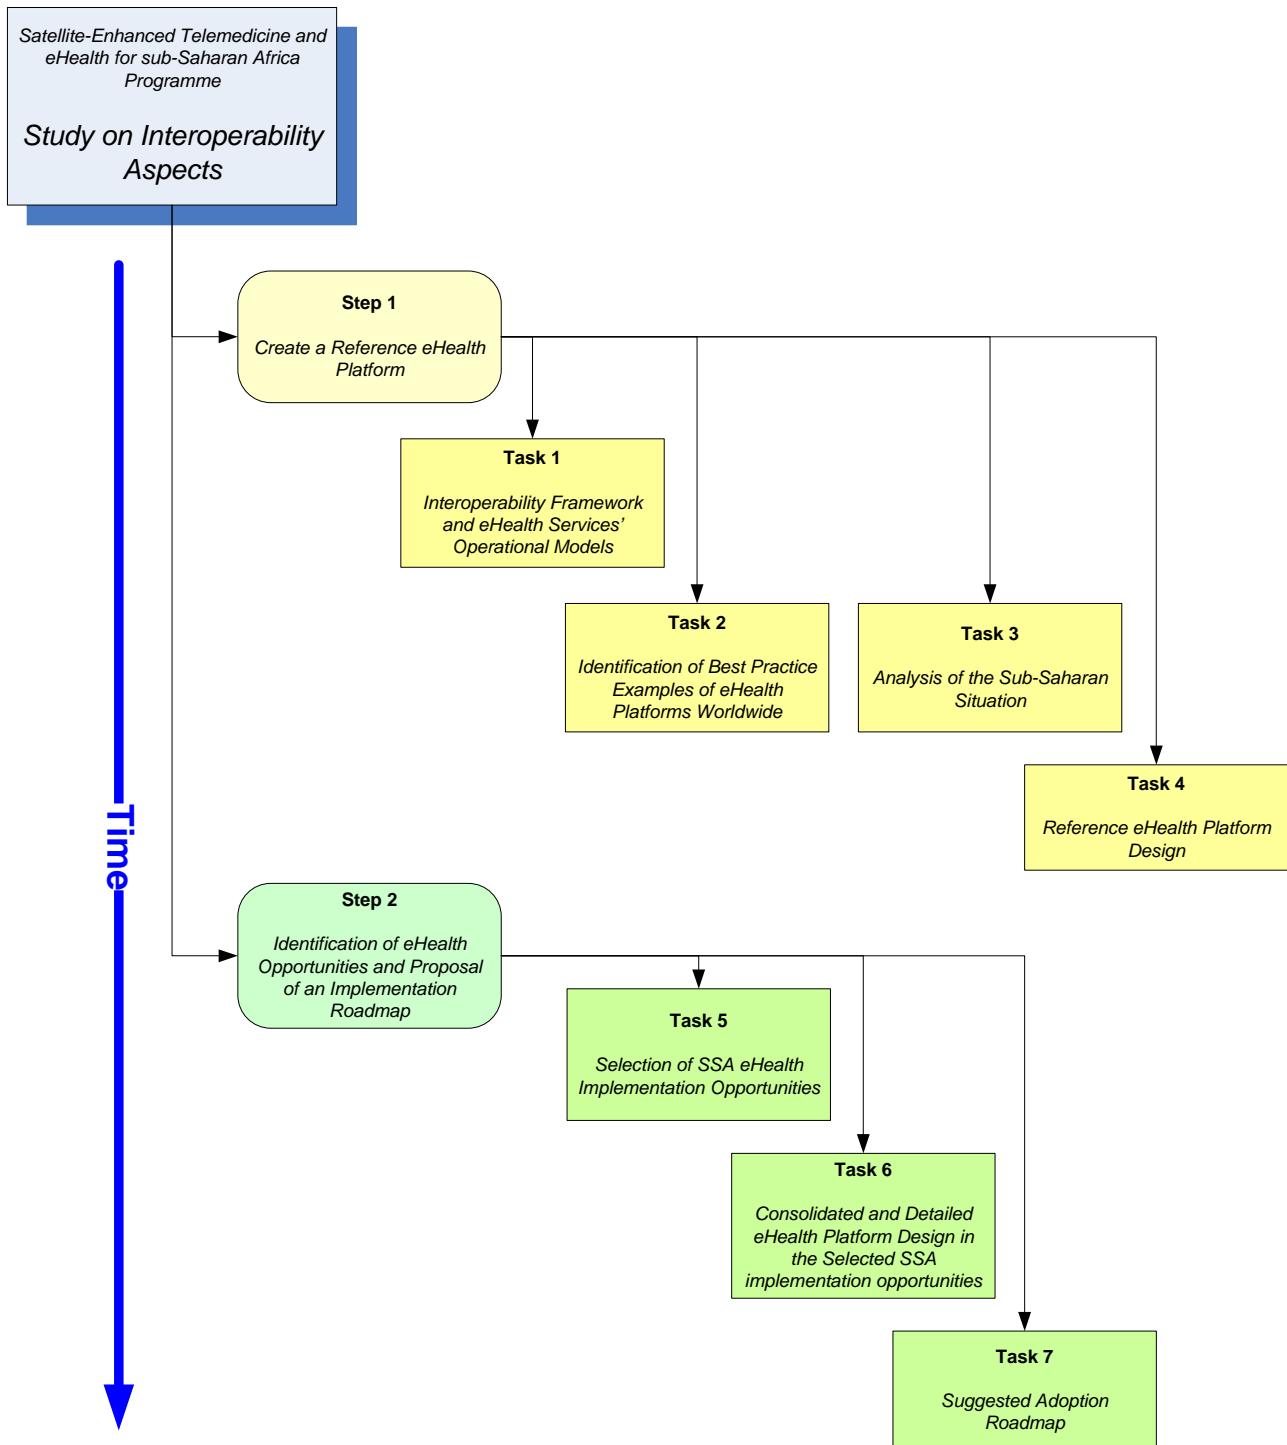 Satellite-Enhanced Telemedicine and
eHealth for sub-Saharan Africa
Programme
Study on Interoperability
Aspects
Step 1
Create a Reference eHealth
Platform
Task 1
Interoperability Framework
and eHealth Services’
Operational Models
Task 2
Identification of Best Practice
Examples of eHealth
Platforms Worldwide
Task 3
Analysis of the Sub-Saharan
Situation
Task 4
Reference eHealth Platform
Design
Time
Step 2
Identification of eHealth
Opportunities and Proposal
of an Implementation
Roadmap
Task 5
Selection of SSA eHealth
Implementation Opportunities
Task 6
Consolidated and Detailed
eHealth Platform Design in
the Selected SSA
implementation opportunities
Task 7
Suggested Adoption
Roadmap